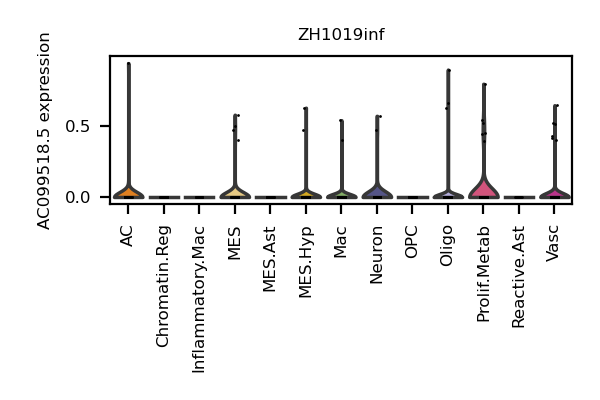 ZH1019inf
AC099518.5 expression
0.5
0.0
AC
Chromatin.Reg
Inflammatory.Mac
MES
MES.Ast
MES.Hyp
Mac
Neuron
OPC
Oligo
Prolif.Metab
Reactive.Ast
Vasc